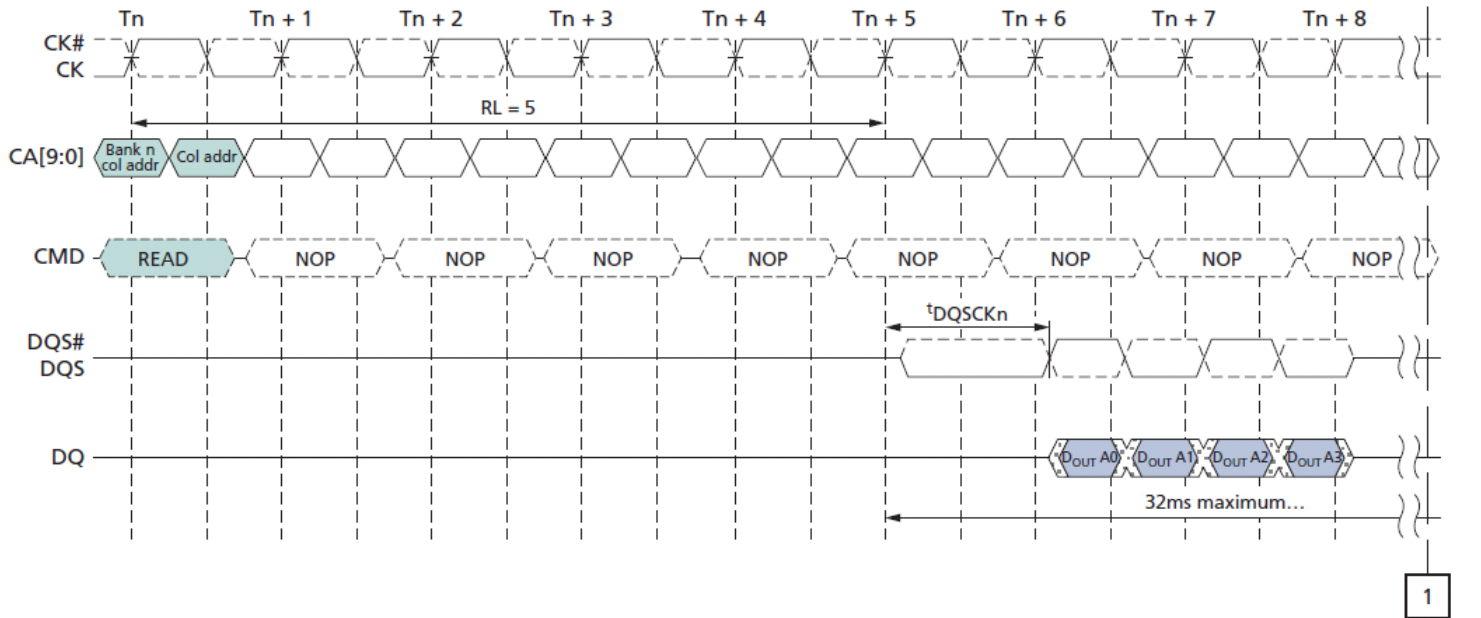 Tn Tn + 1 Tn + 2 Tn + 3 Tn + 4 Tn + 5 Tn + 6 Tn + 7 Tn + 8
CK#
CK
RL = 5
CA[9:0] Bank n col addr Col addr
CMD READ NOP NOP NOP NOP NOP NOP NOP NOP
tDQSCKn
DQS#
DQS
DQ DOUT A0 DOUT A1 DOUT A2 DOUT A3
32ms maximum…
1